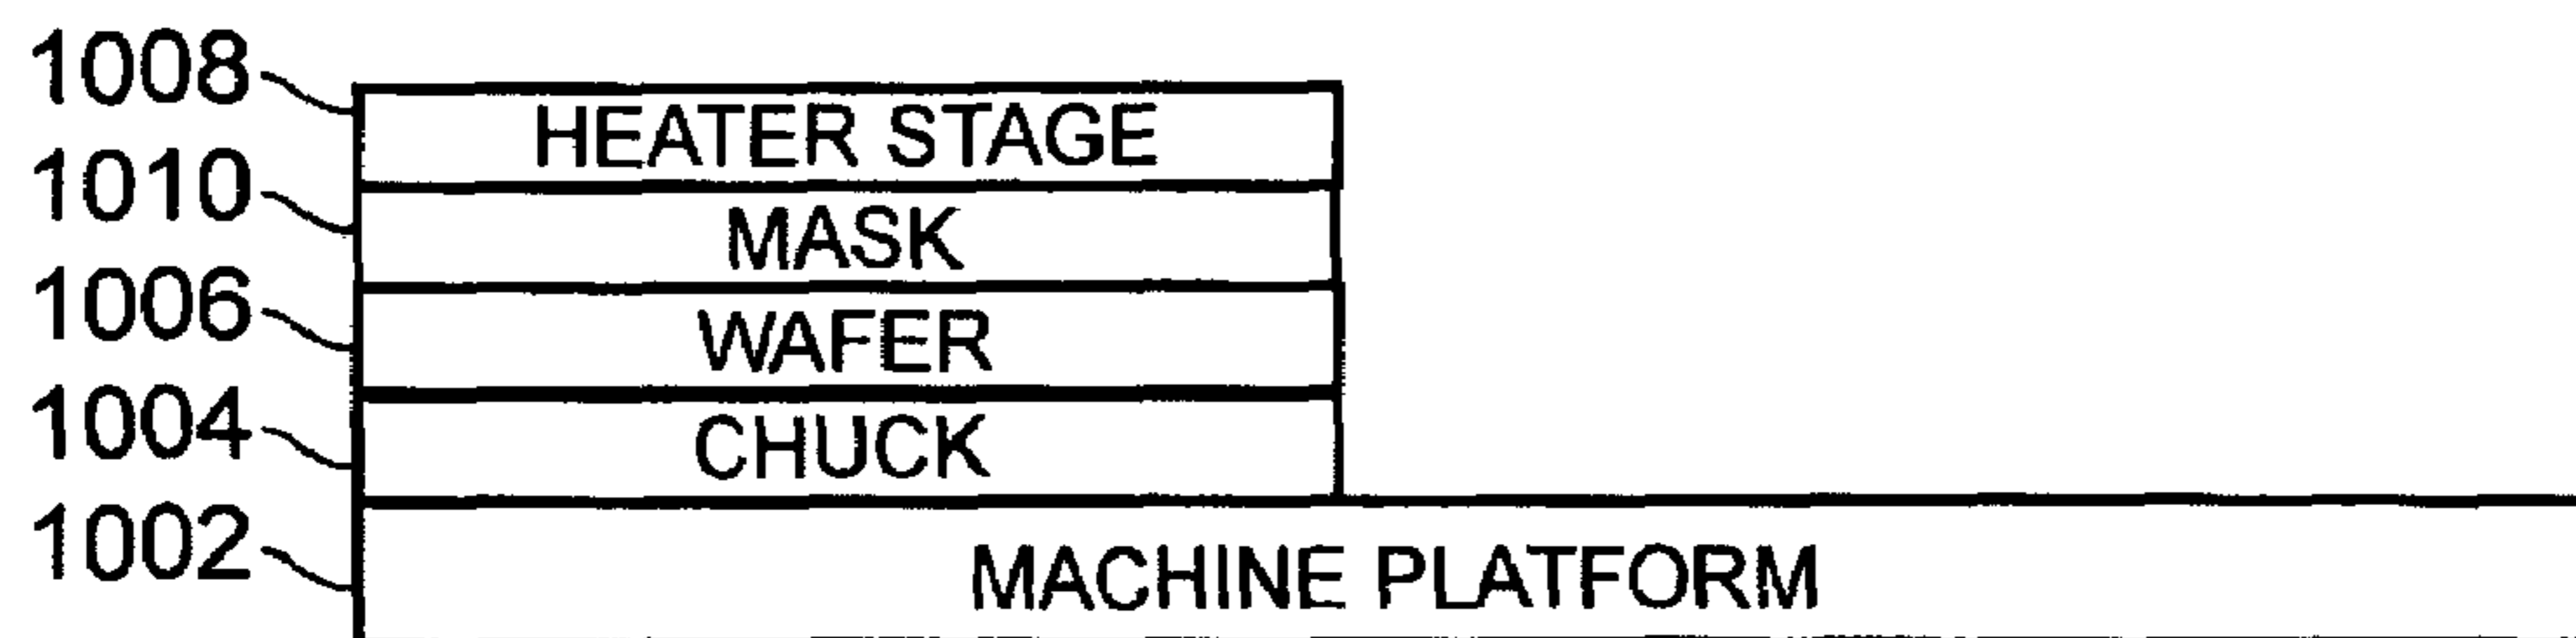 1008 HEATER STAGE
1010 MASK
1006 WAFER
1004 CHUCK
1002 MACHINE PLATFORM